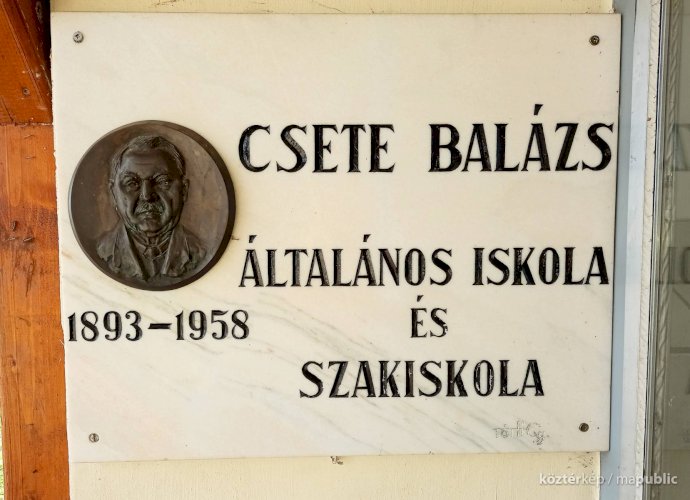 CSETE BALÁZS
ÁLTALÁNOS ISKOLA
ÉS
SZAKISKOLA
1893-1958
köztérkép / mapublic